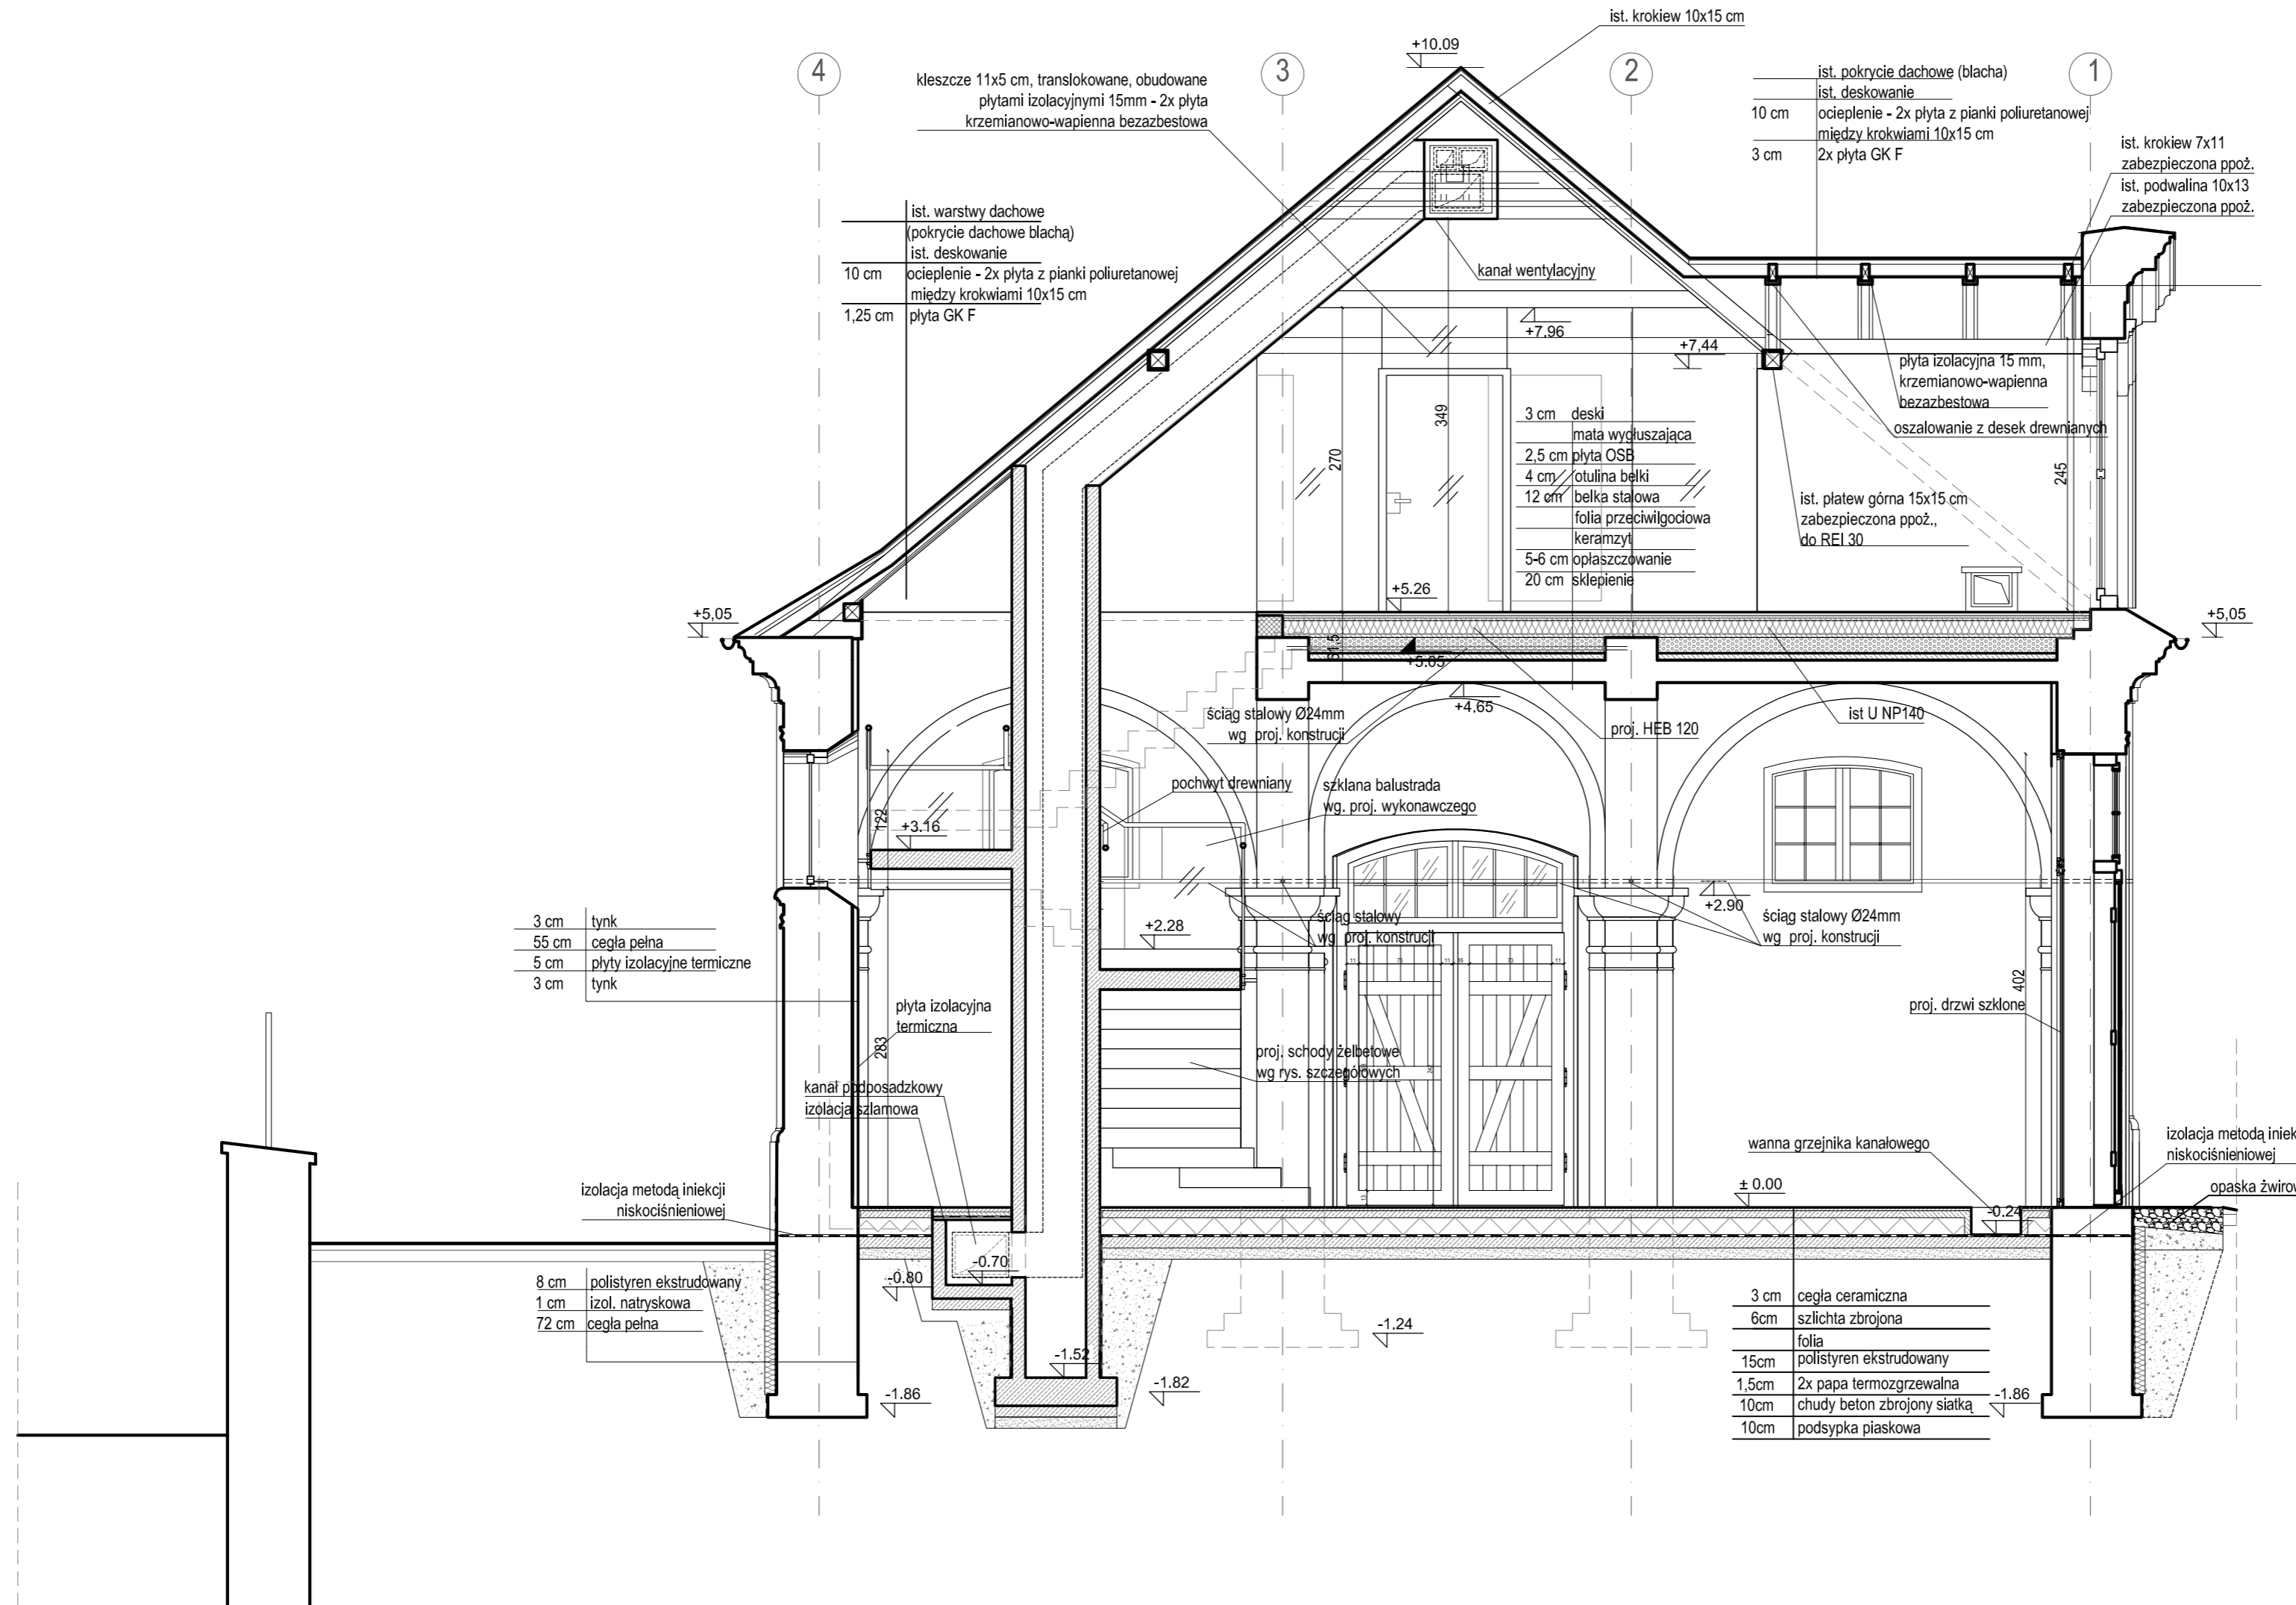 ist. krokiew 10x15 cm
+10.09
4
3
2
1
kleszcze 11x5 cm, translokowane, obudowane
płytami izolacyjnymi 15mm - 2x płyta
krzemianowo-wapienna bezazbestowa
ist. pokrycie dachowe (blacha)
ist. deskowanie
10 cm ocieplenie - 2x płyta z pianki poliuretanowej
między krokwiami 10x15 cm
3 cm 2x płyta GK F
ist. krokiew 7x11
zabezpieczona ppoż.
ist. podwalina 10x13
zabezpieczona ppoż.
ist. warstwy dachowe
(pokrycie dachowe blachą)
ist. deskowanie
10 cm ocieplenie - 2x płyta z pianki poliuretanowej
między krokwiami 10x15 cm
1,25 cm płyta GK F
kanał wentylacyjny
+7.96
+7,44
płyta izolacyjna 15 mm,
krzemianowo-wapienna
bezazbestowa
oszalowanie z desek drewnianych
349
270
245
3 cm deski
mata wygłuszająca
2,5 cm płyta OSB
4 cm otulina belki
12 cm belka stalowa
folia przeciwilgociowa
keramzyt
5-6 cm opłaszczowanie
20 cm sklepienie
ist. płatew górna 15x15 cm
zabezpieczona ppoż.,
do REI 30
+5.26
+5,05
+5,05
61,5
+5.05
+4.65
ściąg stalowy Ø24mm
wg proj. konstrucji
proj. HEB 120
ist U NP140
pochwyt drewniany
szklana balustrada
wg. proj. wykonawczego
122
+3.16
+2.90
+2.28
ściąg stalowy
wg proj. konstrucji
ściąg stalowy Ø24mm
wg proj. konstrucji
3 cm tynk
55 cm cegła pełna
5 cm płyty izolacyjne termiczne
3 cm tynk
11 73 11 16 73 11
402
proj. drzwi szklone
płyta izolacyjna
termiczna
283
proj. schody żelbetowe
wg rys. szczegółowych
kanał podposadzkowy
izolacja szlamowa
13
wanna grzejnika kanałowego
izolacja metodą iniek
niskociśnieniowej
opaska żwirow
izolacja metodą iniekcji
niskociśnieniowej
± 0.00
-0.24
-0.70
-0.80
8 cm polistyren ekstrudowany
1 cm izol. natryskowa
72 cm cegła pełna
-1.24
-1.52
-1.82
-1.86
3 cm cegła ceramiczna
6cm szlichta zbrojona
folia
15cm polistyren ekstrudowany
1,5cm 2x papa termozgrzewalna
10cm chudy beton zbrojony siatką
10cm podsypka piaskowa
-1.86